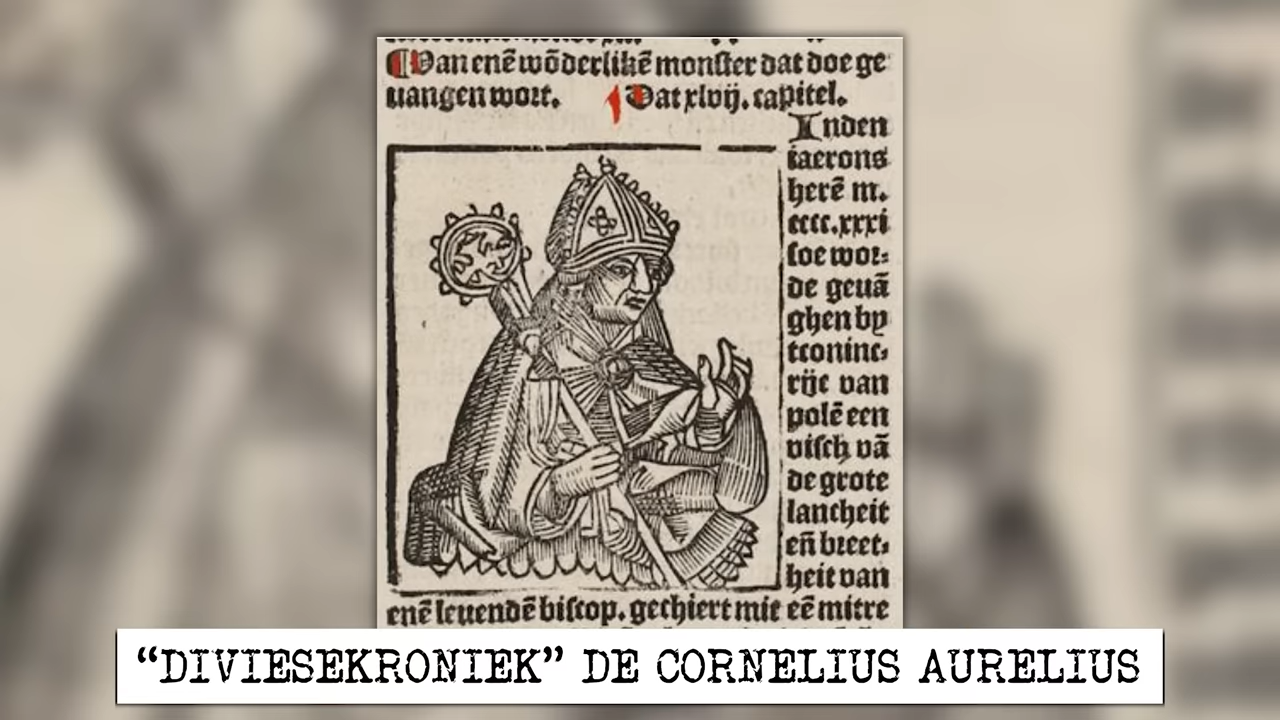 Van enē wōderlikē monster dat doe ge
uangen wort. Dat xlvij. capitel.
Inden
iaerons
herē m.
cccc.xxxi
soe wor⸗
de geuā
ghen by
tconinc⸗
rijc van
polē een
visch vā
de grote
lancheit
eñ breet⸗
heit van
enē leuendē biscop. gechiert mit eē mitre
“DIVIESEKRONIEK” DE CORNELIUS AURELIUS